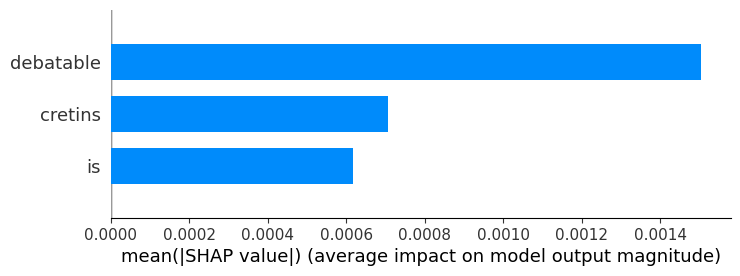 debatable
cretins
is
0.0000 0.0002 0.0004 0.0006 0.0008 0.0010 0.0012 0.0014
mean(|SHAP value|) (average impact on model output magnitude)